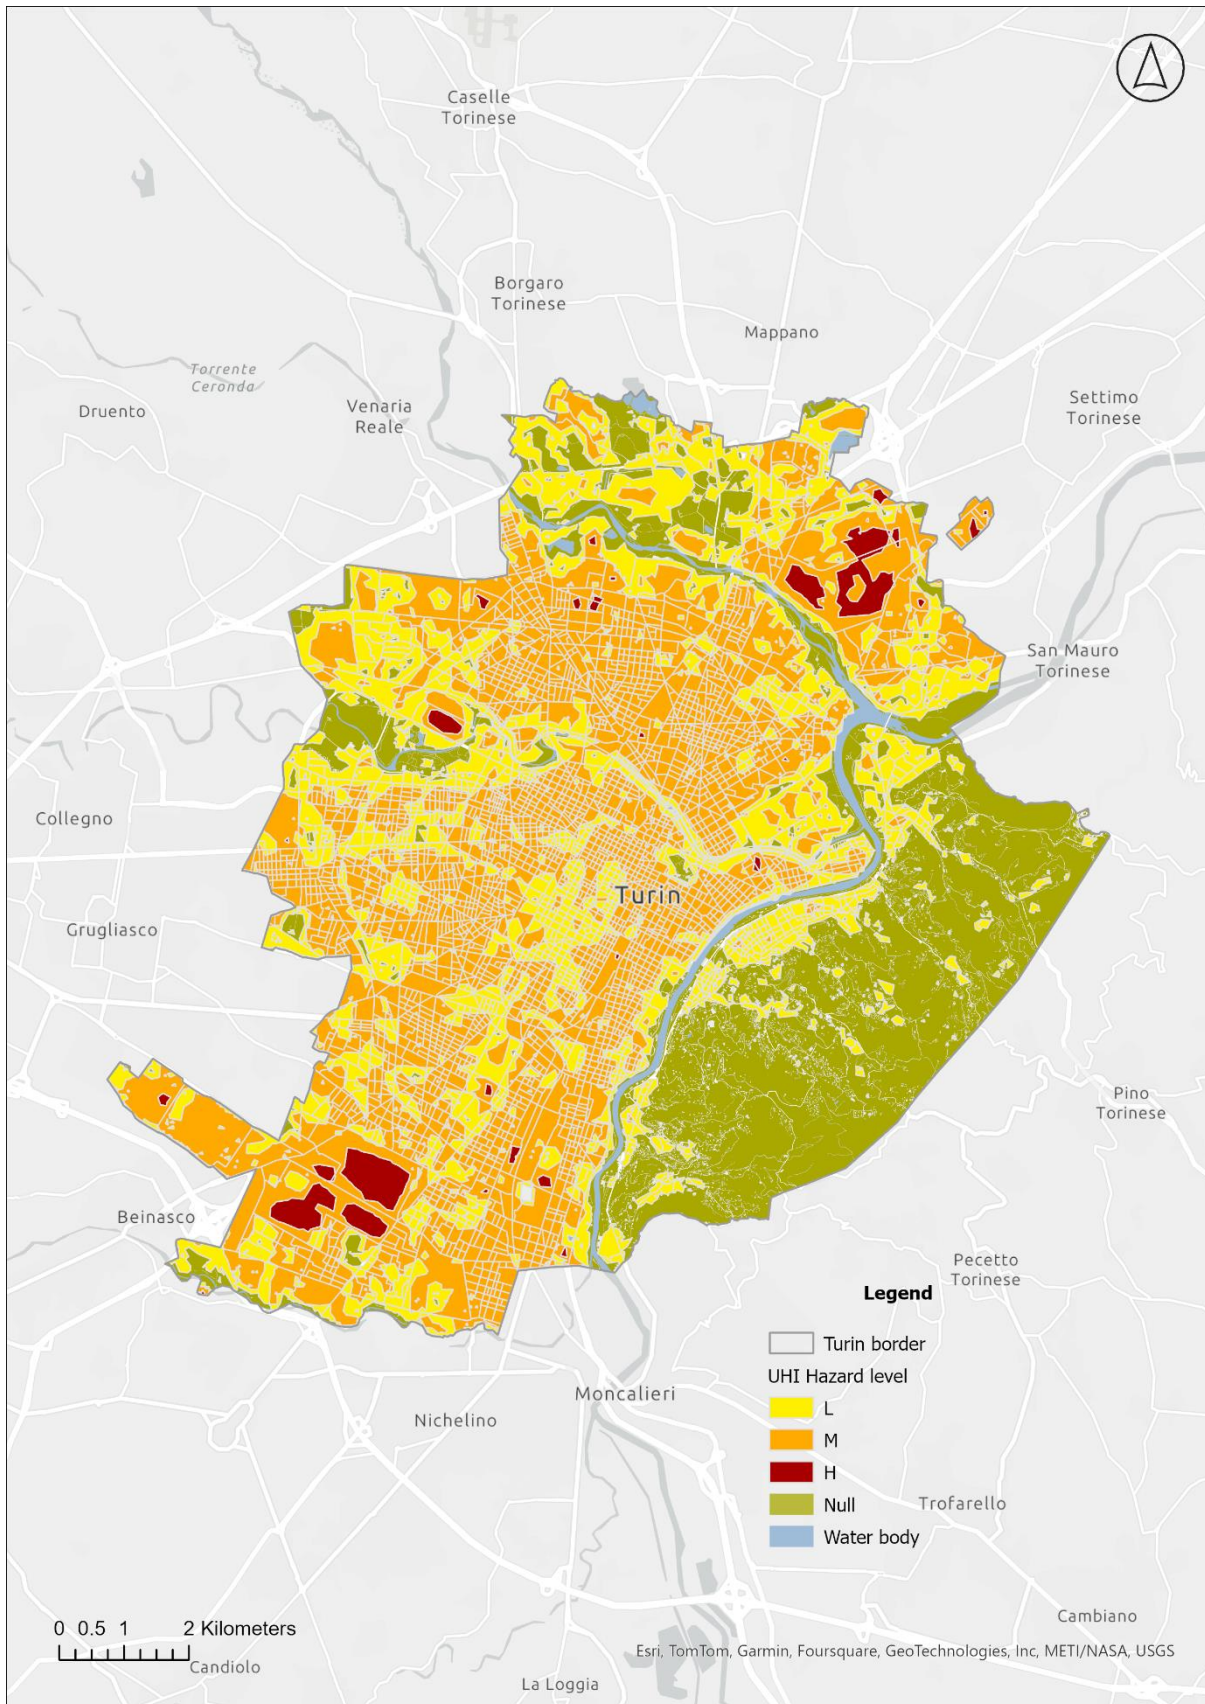 Caselle
Torinese
Borgaro
Torinese
Mappano
Torrente
Ceronda
Druento
Venaria
Reale
Settimo
Torinese
San Mauro
Torinese
Collegno
Turin
Grugliasco
Pino
Torinese
Beinasco
Pecetto
Torinese
Legend
Turin border
UHI Hazard level
L
M
H
Null
Water body
Moncalieri
Nichelino
Trofarello
Cambiano
0 0.5 1 2 Kilometers
Candiolo
La Loggia
Esri, TomTom, Garmin, Foursquare, GeoTechnologies, Inc, METI/NASA, USGS